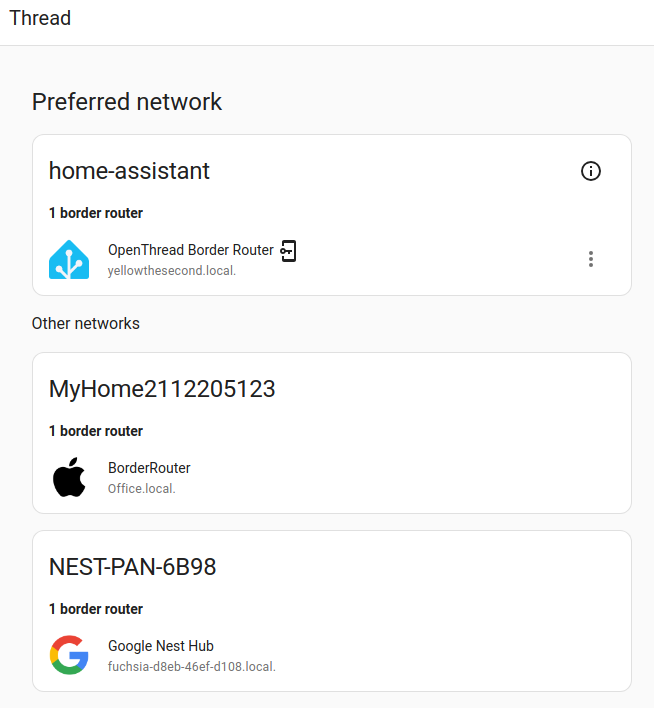 Thread
Preferred network
home-assistant
1 border router
OpenThread Border Router
yellowthesecond.local.
Other networks
MyHome2112205123
1 border router
BorderRouter
Office.local.
NEST-PAN-6B98
1 border router
Google Nest Hub
fuchsia-d8eb-46ef-d108.local.